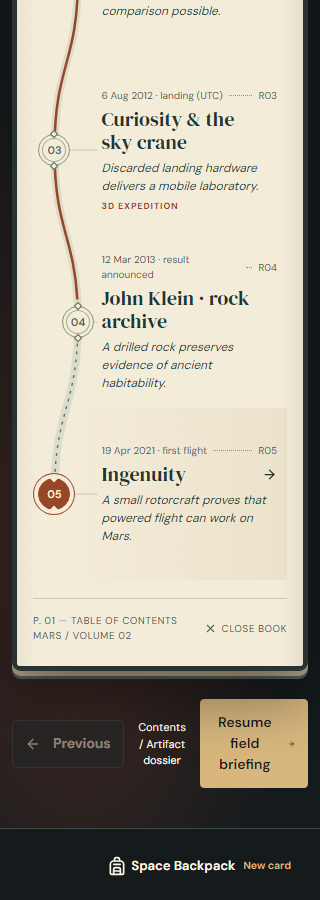 comparison possible.
6 Aug 2012 · landing (UTC) R03
Curiosity & the
sky crane
03
Discarded landing hardware
delivers a mobile laboratory.
3D EXPEDITION
12 Mar 2013 · result
announced
R04
John Klein · rock
archive
04
A drilled rock preserves
evidence of ancient
habitability.
19 Apr 2021 · first flight R05
Ingenuity →
05
A small rotorcraft proves that
powered flight can work on
Mars.
P. 01 — TABLE OF CONTENTS
MARS / VOLUME 02
✕ CLOSE BOOK
← Previous
Contents
/ Artifact
dossier
Resume
field
briefing
→
Space Backpack New card